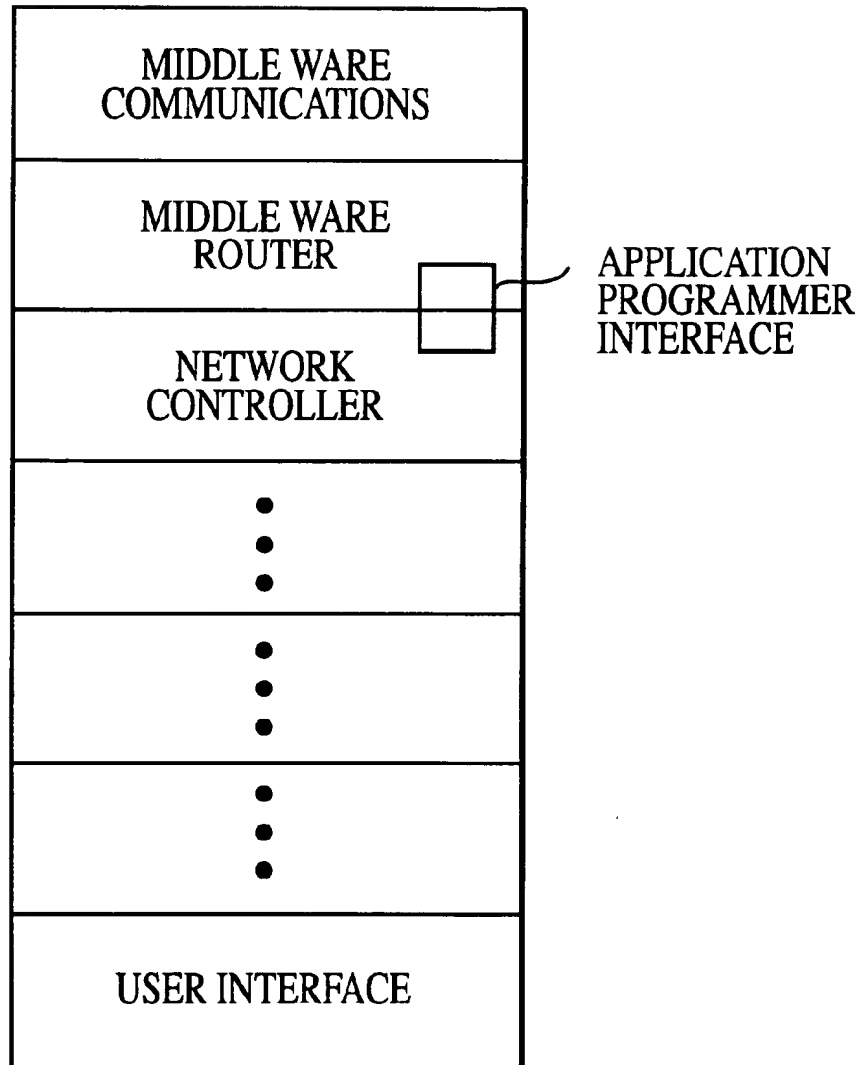 MIDDLE WARE
COMMUNICATIONS
MIDDLE WARE
ROUTER
APPLICATION
PROGRAMMER
INTERFACE
NETWORK
CONTROLLER
USER INTERFACE